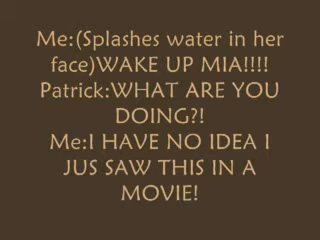 Me:(Splashes water in her
face)WAKE UP MIA!!!!
Patrick:WHAT ARE YOU
DOING?!
Me:I HAVE NO IDEA I
JUS SAW THIS IN A
MOVIE!